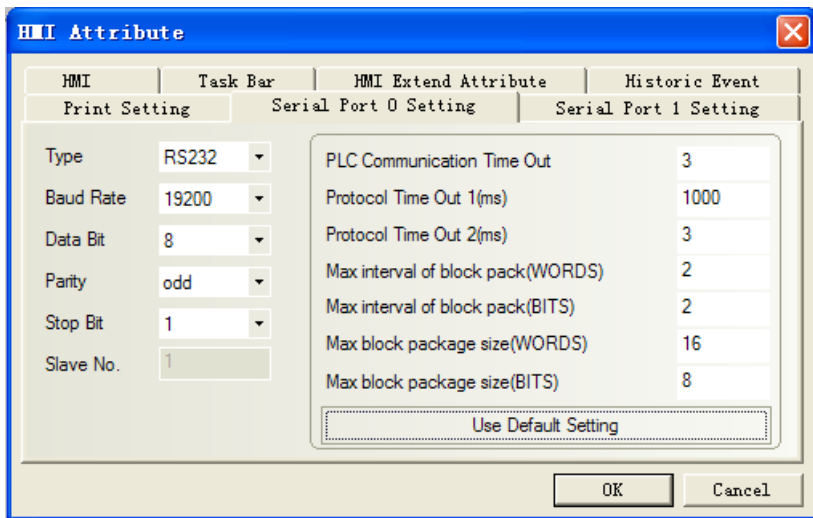 HMI Attribute
HMI Task Bar HMI Extend Attribute Historic Event
Print Setting Serial Port 0 Setting Serial Port 1 Setting
Type RS232
Baud Rate 19200
Data Bit 8
Parity odd
Stop Bit 1
Slave No. 1
PLC Communication Time Out 3
Protocol Time Out 1(ms) 1000
Protocol Time Out 2(ms) 3
Max interval of block pack(WORDS) 2
Max interval of block pack(BITS) 2
Max block package size(WORDS) 16
Max block package size(BITS) 8
Use Default Setting
OK Cancel